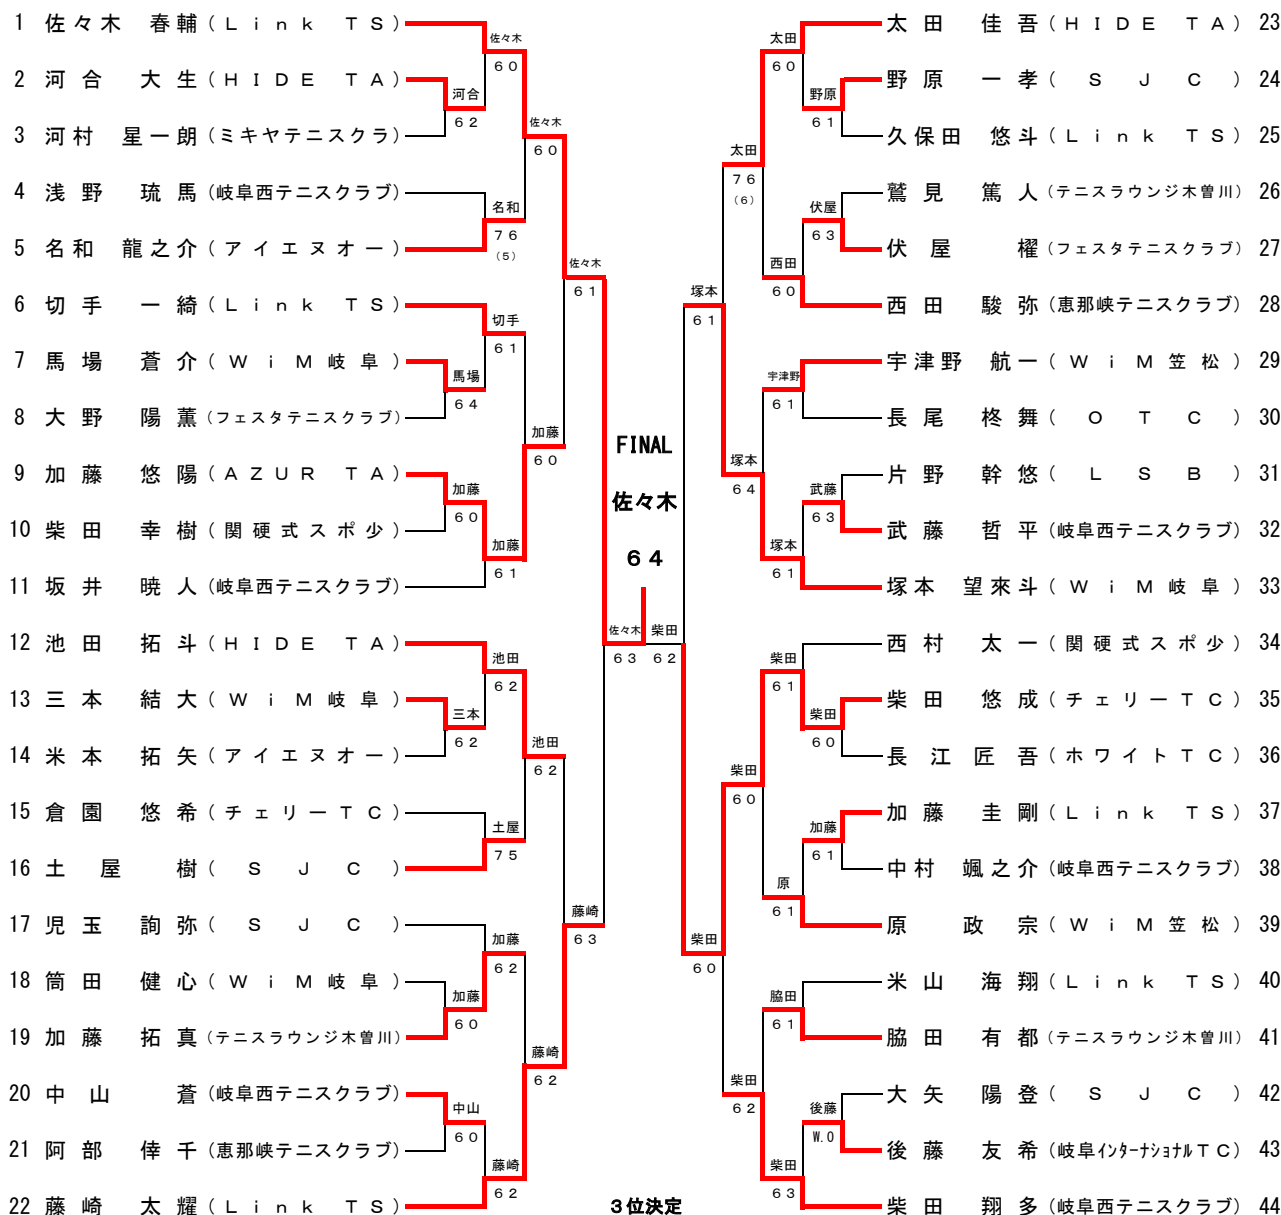 1 佐々木 春輔 (Link TS)
2 河合 大生 (HIDE TA)
3 河村 星一朗 (ミキヤテニスクラ)
4 浅野 琉馬 (岐阜西テニスクラブ)
5 名和 龍之介 (アイエヌオー)
6 切手 一綺 (Link TS)
7 馬場 蒼介 (WiM岐阜)
8 大野 陽薫 (フェスタテニスクラブ)
9 加藤 悠陽 (AZUR TA)
10 柴田 幸樹 (関硬式スポ少)
11 坂井 暁人 (岐阜西テニスクラブ)
12 池田 拓斗 (HIDE TA)
13 三本 結大 (WiM岐阜)
14 米本 拓矢 (アイエヌオー)
15 倉園 悠希 (チェリーTC)
16 土屋 樹 (SJC)
17 児玉 詢弥 (SJC)
18 筒田 健心 (WiM岐阜)
19 加藤 拓真 (テニスラウンジ木曽川)
20 中山 蒼 (岐阜西テニスクラブ)
21 阿部 倖千 (恵那峡テニスクラブ)
22 藤崎 太耀 (Link TS)
佐々木
60
河合
62
名和
76
(5)
切手
61
馬場
64
加藤
60
加藤
61
池田
62
三本
62
土屋
75
加藤
62
加藤
60
中山
60
藤崎
62
佐々木
60
加藤
60
池田
62
藤崎
62
佐々木
61
藤崎
63
佐々木
63
FINAL
佐々木
64
柴田
62
3位決定
塚本
61
柴田
60
太田
76
(6)
塚本
64
柴田
60
柴田
62
太田
60
野原
61
伏屋
63
西田
60
宇津野
61
武藤
63
塚本
61
柴田
61
柴田
60
加藤
61
原
61
脇田
61
後藤
W.0
柴田
63
太田 佳吾 (HIDE TA) 23
野原 一孝 (SJC) 24
久保田 悠斗 (Link TS) 25
鷲見 篤人 (テニスラウンジ木曽川) 26
伏屋 櫂 (フェスタテニスクラブ) 27
西田 駿弥 (恵那峡テニスクラブ) 28
宇津野 航一 (WiM笠松) 29
長尾 柊舞 (OTC) 30
片野 幹悠 (LSB) 31
武藤 哲平 (岐阜西テニスクラブ) 32
塚本 望來斗 (WiM岐阜) 33
西村 太一 (関硬式スポ少) 34
柴田 悠成 (チェリーTC) 35
長江 匠吾 (ホワイトTC) 36
加藤 圭剛 (Link TS) 37
中村 颯之介 (岐阜西テニスクラブ) 38
原 政宗 (WiM笠松) 39
米山 海翔 (Link TS) 40
脇田 有都 (テニスラウンジ木曽川) 41
大矢 陽登 (SJC) 42
後藤 友希 (岐阜インターナショナルTC) 43
柴田 翔多 (岐阜西テニスクラブ) 44